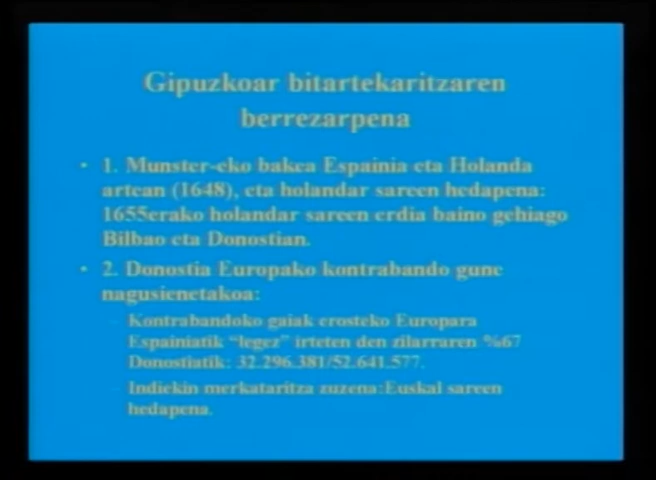 Gipuzkoar bitartekaritzaren
berrezarpena
• 1. Munster-eko bakea Espainia eta Holanda
artean (1648), eta holandar sareen hedapena:
1655erako holandar sareen erdia baino gehiago
Bilbao eta Donostian.
• 2. Donostia Europako kontrabando gune
nagusienetakoa:
– Kontrabandoko gaiak erosteko Europara
Espainiatik “legez” irteten den zilarraren %67
Donostiatik: 32.296.381/52.641.577.
Indiekin merkataritza zuzena:Euskal sareen
hedapena.